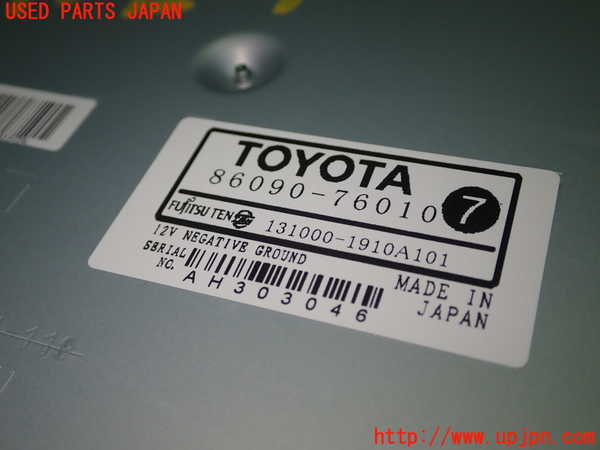 USED PARTS JAPAN
TOYOTA
86090-76010 7
FUJITSU TEN 131000-1910A101
12V NEGATIVE GROUND
SERIAL NO.
AH303046
MADE IN JAPAN
http://www.upjpn.com